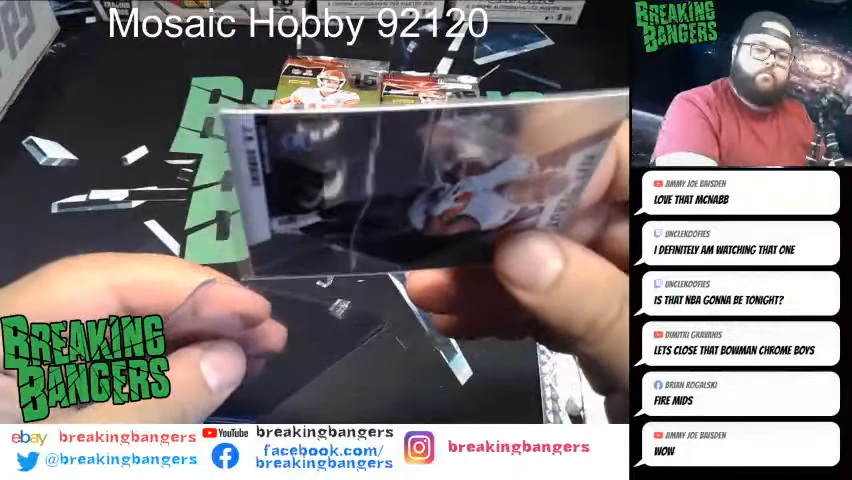 Mosaic Hobby 92120
BREAKING
BANGERS
JIMMY JOE BAISDEN
LOVE THAT MCNABB
UNCLEKOOFIES
I DEFINITELY AM WATCHING THAT ONE
UNCLEKOOFIES
IS THAT NBA GONNA BE TONIGHT?
DIMITRI GRAVANIS
LETS CLOSE THAT BOWMAN CHROME BOYS
BRIAN ROGALSKI
FIRE MIDS
JIMMY JOE BAISDEN
WOW
BREAKING
BANGERS
ebay breakingbangers
YouTube breakingbangers
@breakingbangers
facebook.com/
breakingbangers
breakingbangers